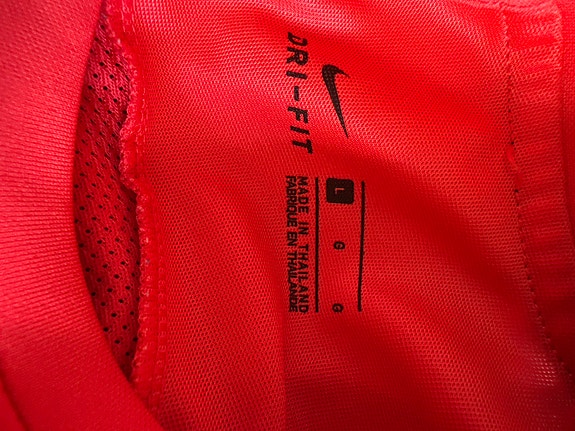 DRI-FIT
L G G
MADE IN THAILAND
FABRIQUÉ EN THAÏLANDE